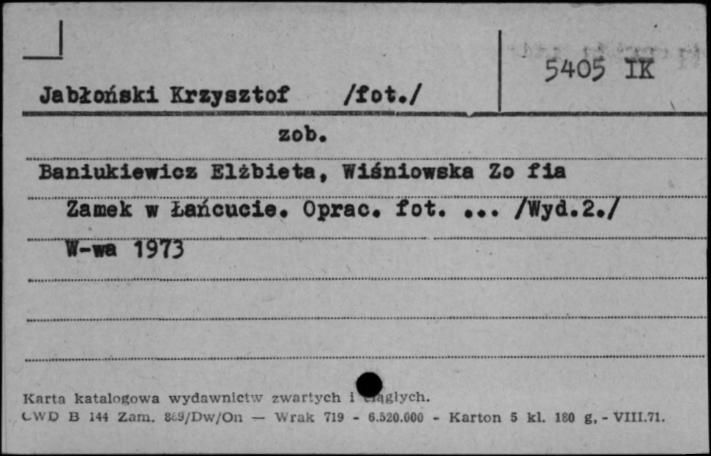 5405 IK
Jabłoński Krzysztof /fot./
zob.
Baniukiewicz Elżbieta, Wiśniowska Zo fia
Zamek w Łańcucie. Oprac. fot. ... /Wyd.2./
W-wa 1973
Karta katalogowa wydawnictw zwartych i ciągłych.
CWD B 144 Zam. 869/Dw/On — Wrak 719 - 6.520.000 - Karton 5 kl. 180 g. - VIII.71.